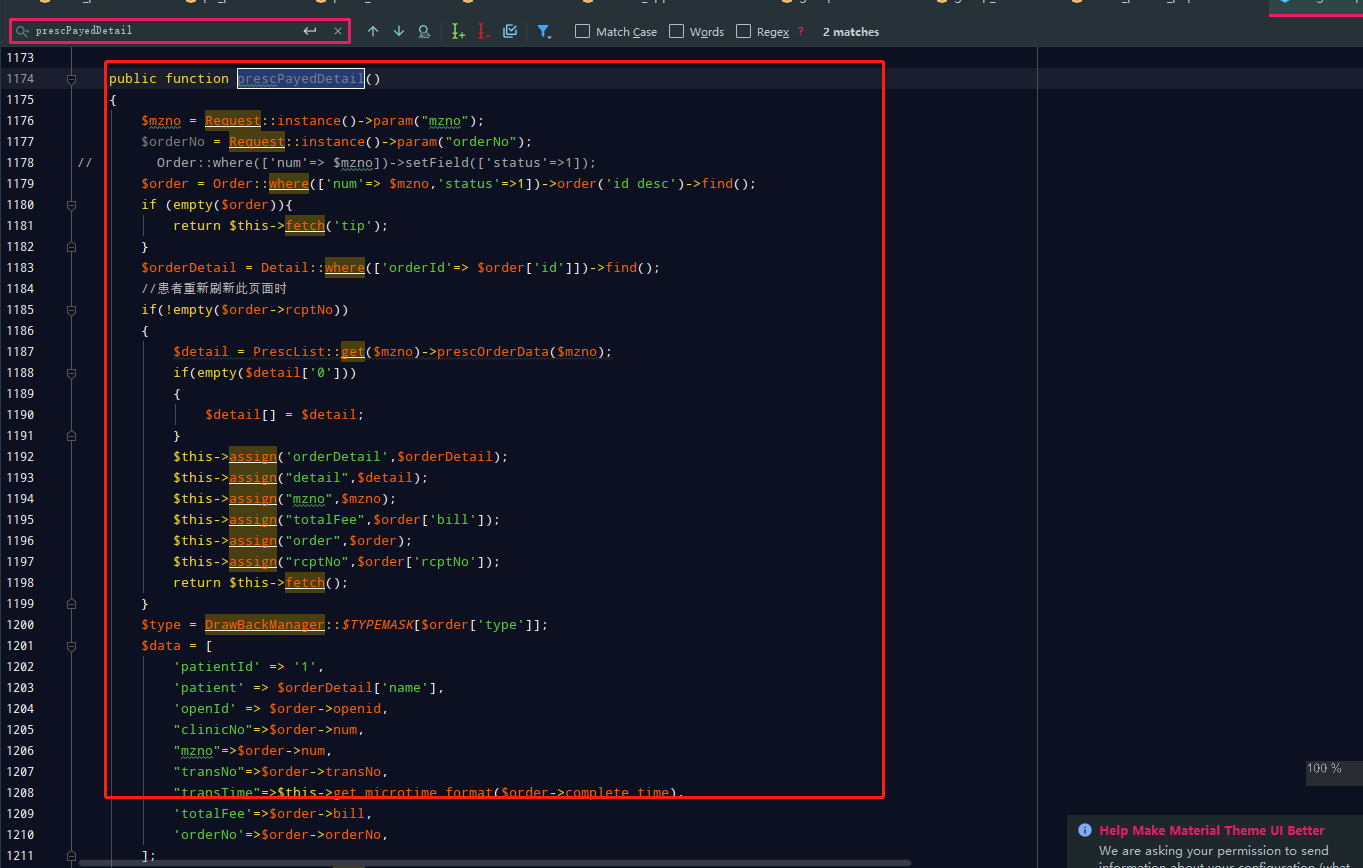 prescPayedDetail
Match Case
Words
Regex ?
2 matches
1173
1174 public function prescPayedDetail()
1175 {
1176 $mzno = Request::instance()->param("mzno");
1177 $orderNo = Request::instance()->param("orderNo");
1178 // Order::where(['num'=> $mzno])->setField(['status'=>1]);
1179 $order = Order::where(['num'=> $mzno,'status'=>1])->order('id desc')->find();
1180 if (empty($order)){
1181 return $this->fetch('tip');
1182 }
1183 $orderDetail = Detail::where(['orderId'=> $order['id']])->find();
1184 //患者重新刷新此页面时
1185 if(!empty($order->rcptNo))
1186 {
1187 $detail = PrescList::get($mzno)->prescOrderData($mzno);
1188 if(empty($detail['0']))
1189 {
1190 $detail[] = $detail;
1191 }
1192 $this->assign('orderDetail',$orderDetail);
1193 $this->assign("detail",$detail);
1194 $this->assign("mzno",$mzno);
1195 $this->assign("totalFee",$order['bill']);
1196 $this->assign("order",$order);
1197 $this->assign("rcptNo",$order['rcptNo']);
1198 return $this->fetch();
1199 }
1200 $type = DrawBackManager::$TYPEMASK[$order['type']];
1201 $data = [
1202 'patientId' => '1',
1203 'patient' => $orderDetail['name'],
1204 'openId' => $order->openid,
1205 "clinicNo"=>$order->num,
1206 "mzno"=>$order->num,
1207 "transNo"=>$order->transNo,
1208 "transTime"=>$this->get_microtime_format($order->complete_time),
1209 'totalFee'=>$order->bill,
1210 'orderNo'=>$order->orderNo,
1211 ];
100 %
Help Make Material Theme UI Better
We are asking your permission to send
information about your configuration (what